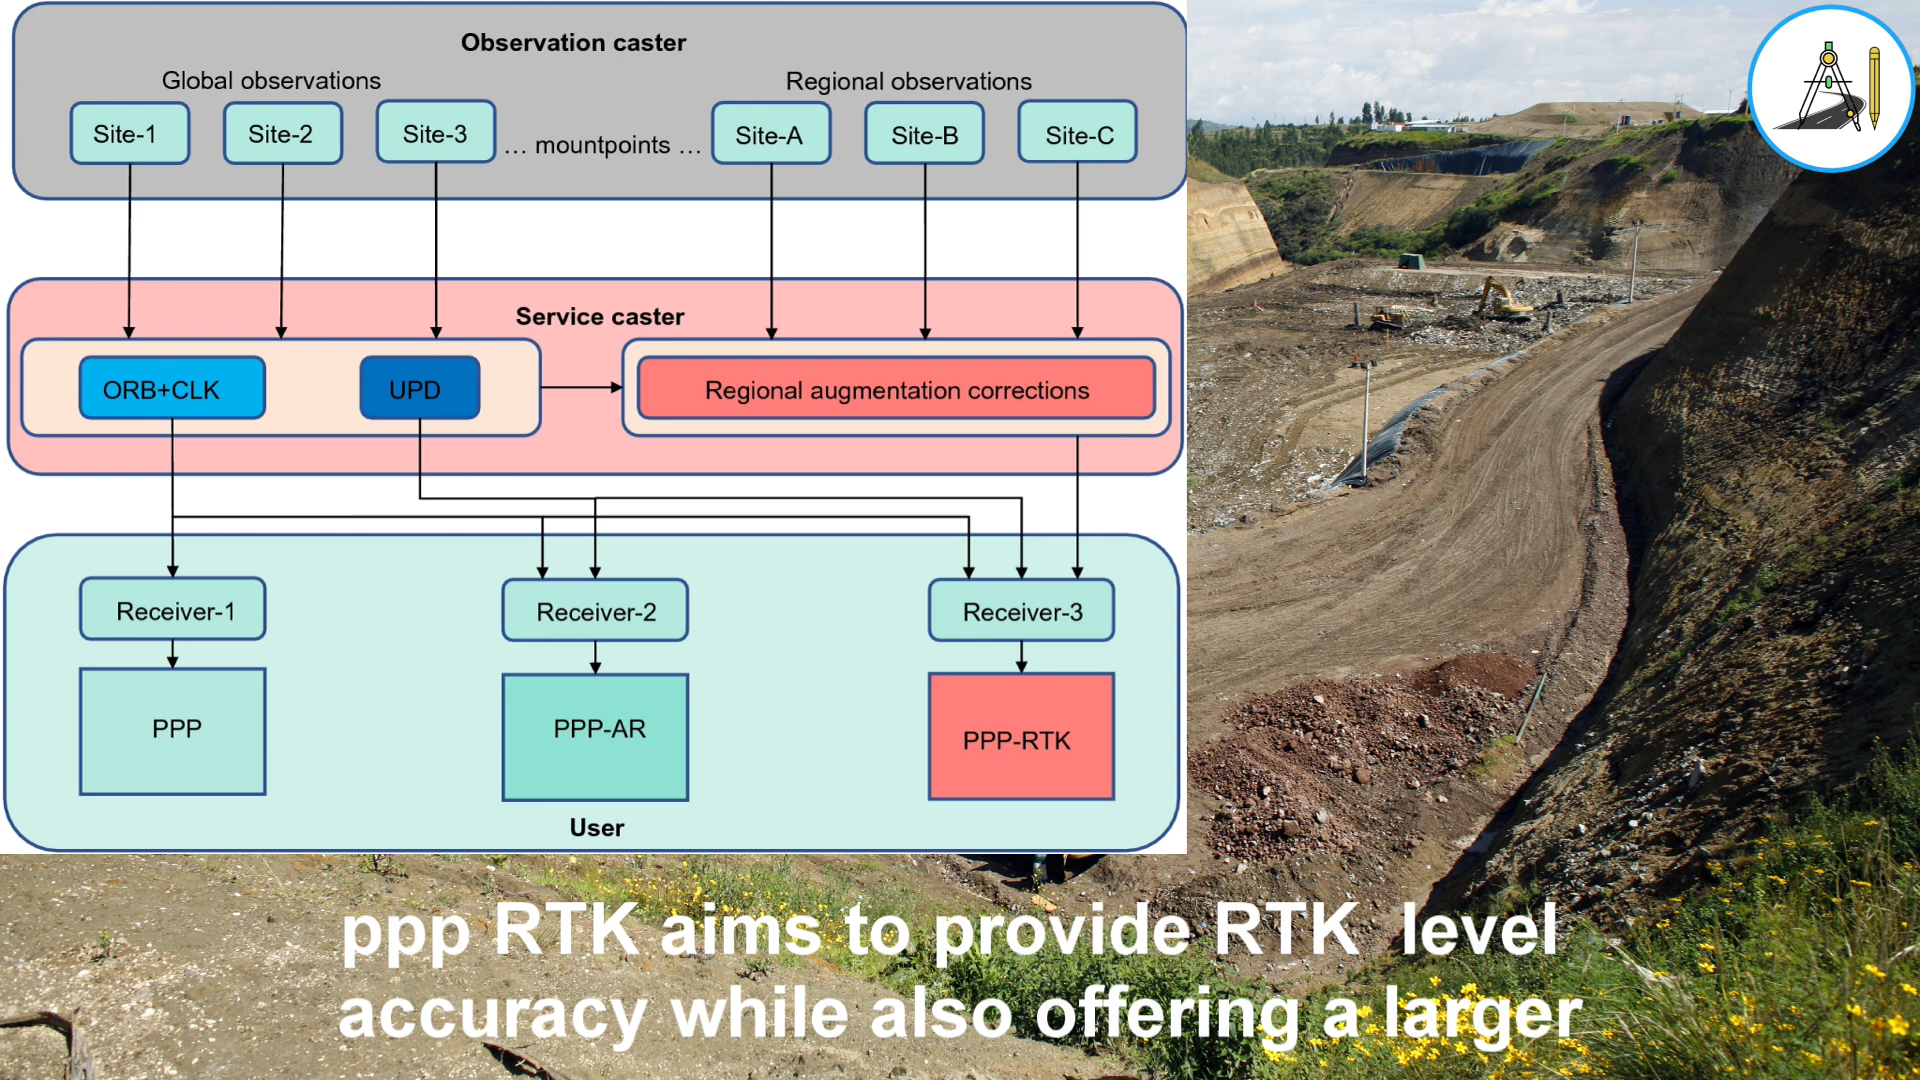 Observation caster
Global observations
Regional observations
Site-1
Site-2
Site-3
… mountpoints …
Site-A
Site-B
Site-C
Service caster
ORB+CLK
UPD
Regional augmentation corrections
Receiver-1
Receiver-2
Receiver-3
PPP
PPP-AR
PPP-RTK
User
ppp RTK aims to provide RTK level
accuracy while also offering a larger